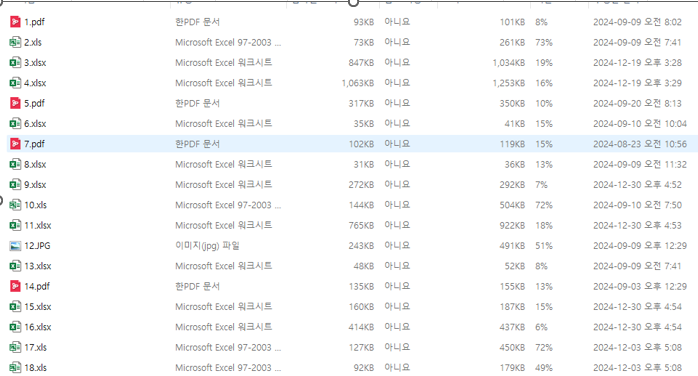 1.pdf 한PDF 문서 93KB 아니요 101KB 8% 2024-09-09 오전 8:02
2.xls Microsoft Excel 97-2003 ... 73KB 아니요 261KB 73% 2024-09-09 오전 7:41
3.xlsx Microsoft Excel 워크시트 847KB 아니요 1,034KB 19% 2024-12-19 오후 3:28
4.xlsx Microsoft Excel 워크시트 1,063KB 아니요 1,253KB 16% 2024-12-19 오후 3:29
5.pdf 한PDF 문서 317KB 아니요 350KB 10% 2024-09-20 오전 8:13
6.xlsx Microsoft Excel 워크시트 35KB 아니요 41KB 15% 2024-09-10 오전 10:04
7.pdf 한PDF 문서 102KB 아니요 119KB 15% 2024-08-23 오전 10:56
8.xlsx Microsoft Excel 워크시트 31KB 아니요 36KB 13% 2024-09-09 오전 11:32
9.xlsx Microsoft Excel 워크시트 272KB 아니요 292KB 7% 2024-12-30 오후 4:52
10.xls Microsoft Excel 97-2003 ... 144KB 아니요 504KB 72% 2024-09-10 오전 7:50
11.xlsx Microsoft Excel 워크시트 765KB 아니요 922KB 18% 2024-12-30 오후 4:53
12.JPG 이미지(jpg) 파일 243KB 아니요 491KB 51% 2024-09-09 오후 12:29
13.xlsx Microsoft Excel 워크시트 48KB 아니요 52KB 8% 2024-09-09 오전 7:41
14.pdf 한PDF 문서 135KB 아니요 155KB 13% 2024-09-03 오후 12:29
15.xlsx Microsoft Excel 워크시트 160KB 아니요 187KB 15% 2024-12-30 오후 4:54
16.xlsx Microsoft Excel 워크시트 414KB 아니요 437KB 6% 2024-12-30 오후 4:54
17.xls Microsoft Excel 97-2003 ... 127KB 아니요 450KB 72% 2024-12-03 오후 5:08
18.xls Microsoft Excel 97-2003 ... 92KB 아니요 179KB 49% 2024-12-03 오후 5:08